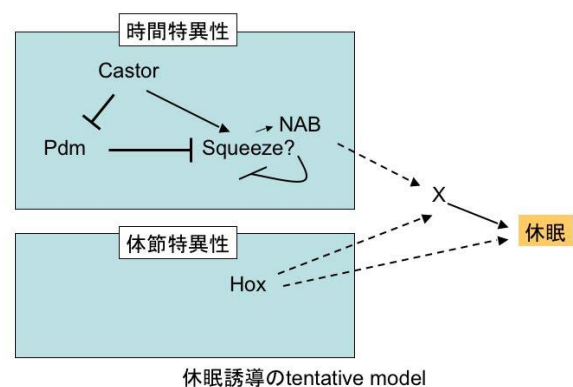 時間特異性
Castor
NAB
Pdm
Squeeze?
X
休眠
体節特異性
Hox
休眠誘導のtentative model